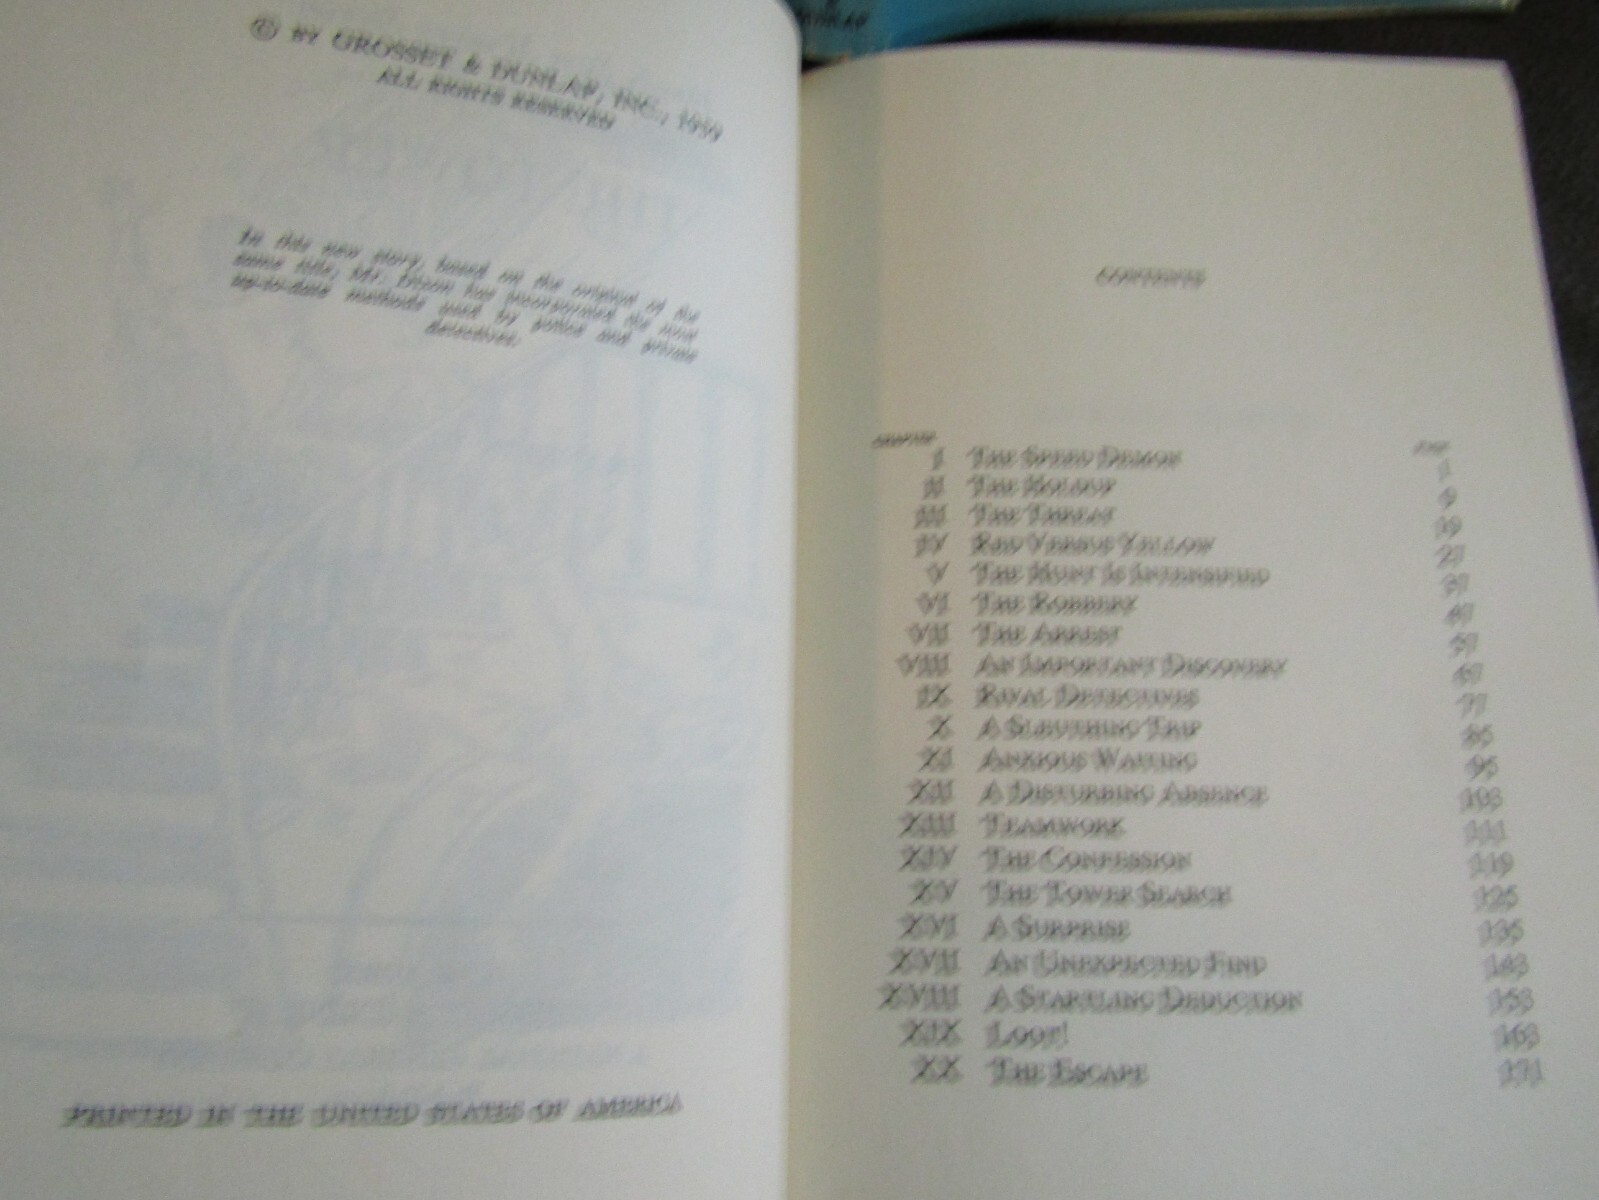 © BY GROSSET & DUNLAP, INC., 1959
ALL RIGHTS RESERVED
In this new story, based on the original of the
same title, Mr. Dixon has incorporated the most
up-to-date methods used by police and private
detectives.
PRINTED IN THE UNITED STATES OF AMERICA
CONTENTS
CHAPTER PAGE
I THE SPEED DEMON 1
II THE HOLDUP 9
III THE THREAT 19
IV RED VERSUS YELLOW 27
V THE HUNT IS INTENSIFIED 37
VI THE ROBBERY 47
VII THE ARREST 57
VIII AN IMPORTANT DISCOVERY 67
IX RIVAL DETECTIVES 77
X A SLEUTHING TRIP 85
XI ANXIOUS WAITING 95
XII A DISTURBING ABSENCE 103
XIII TEAMWORK 111
XIV THE CONFESSION 119
XV THE TOWER SEARCH 125
XVI A SURPRISE 135
XVII AN UNEXPECTED FIND 143
XVIII A STARTLING DEDUCTION 153
XIX LOOT! 163
XX THE ESCAPE 171